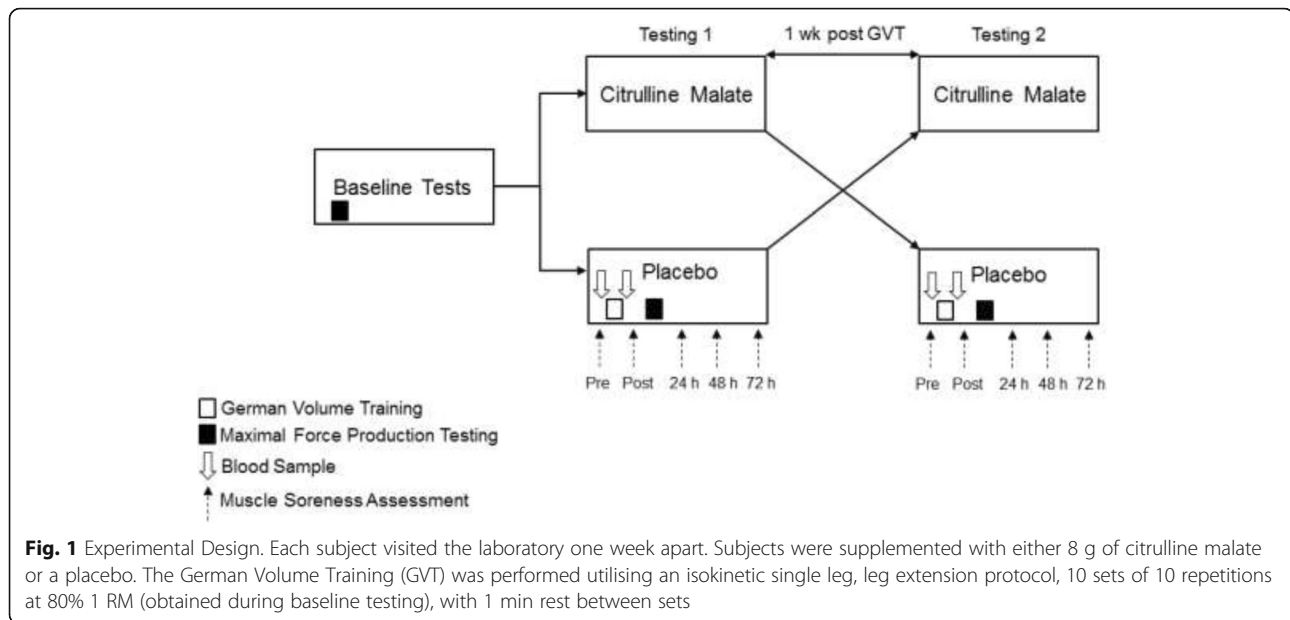 Testing 1
1 wk post GVT
Testing 2
Citrulline Malate
Citrulline Malate
Baseline Tests
Placebo
Placebo
Pre Post 24 h 48 h 72 h
Pre Post 24 h 48 h 72 h
German Volume Training
Maximal Force Production Testing
Blood Sample
Muscle Soreness Assessment
Fig. 1 Experimental Design. Each subject visited the laboratory one week apart. Subjects were supplemented with either 8 g of citrulline malate
or a placebo. The German Volume Training (GVT) was performed utilising an isokinetic single leg, leg extension protocol, 10 sets of 10 repetitions
at 80% 1 RM (obtained during baseline testing), with 1 min rest between sets